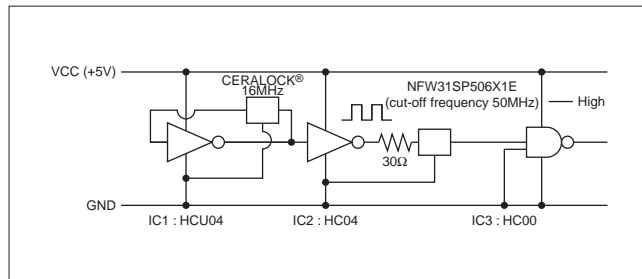 CERALOCK®
16MHz
NFW31SP506X1E
(cut-off frequency 50MHz)
VCC (+5V)
High
30Ω
GND
IC1 : HCU04
IC2 : HC04
IC3 : HC00